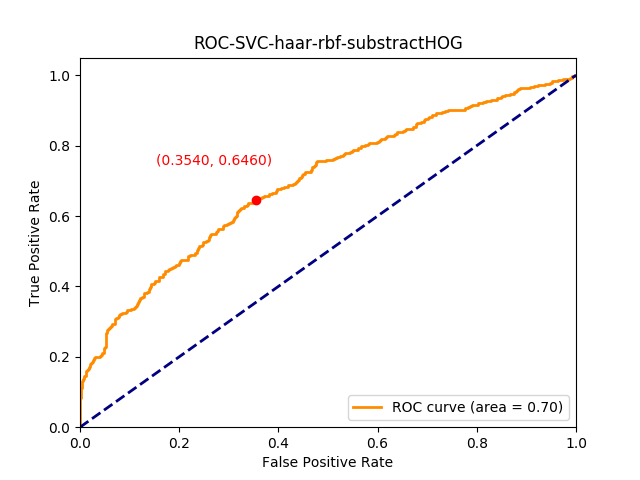 ROC-SVC-haar-rbf-substractHOG
1.0
0.8
0.6
0.4
0.2
0.0
True Positive Rate
(0.3540, 0.6460)
ROC curve (area = 0.70)
0.0 0.2 0.4 0.6 0.8 1.0
False Positive Rate